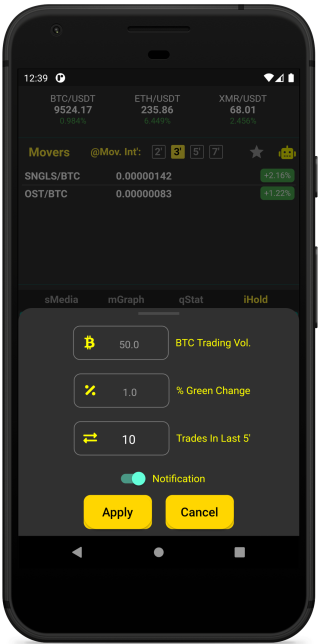 12:39
BTC/USDT ETH/USDT XMR/USDT
9524.17 235.86 68.01
0.984% 6.449% 2.456%
Movers @Mov. Int': 2' 3' 5' 7'
SNGLS/BTC 0.00000142 +2.16%
OST/BTC 0.00000083 +1.22%
sMedia mGraph qStat iHold
50.0 BTC Trading Vol.
1.0 % Green Change
10 Trades In Last 5'
Notification
Apply Cancel